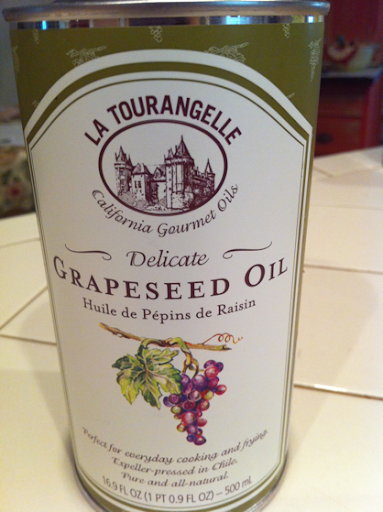 LA TOURANGELLE
California Gourmet Oils
Delicate
GRAPESEED OIL
Huile de Pépins de Raisin
Perfect for everyday cooking and frying
Expeller-pressed in Chile.
Pure and all-natural.
16.9 FL OZ (1 PT 0.9 FL OZ) – 500 mL